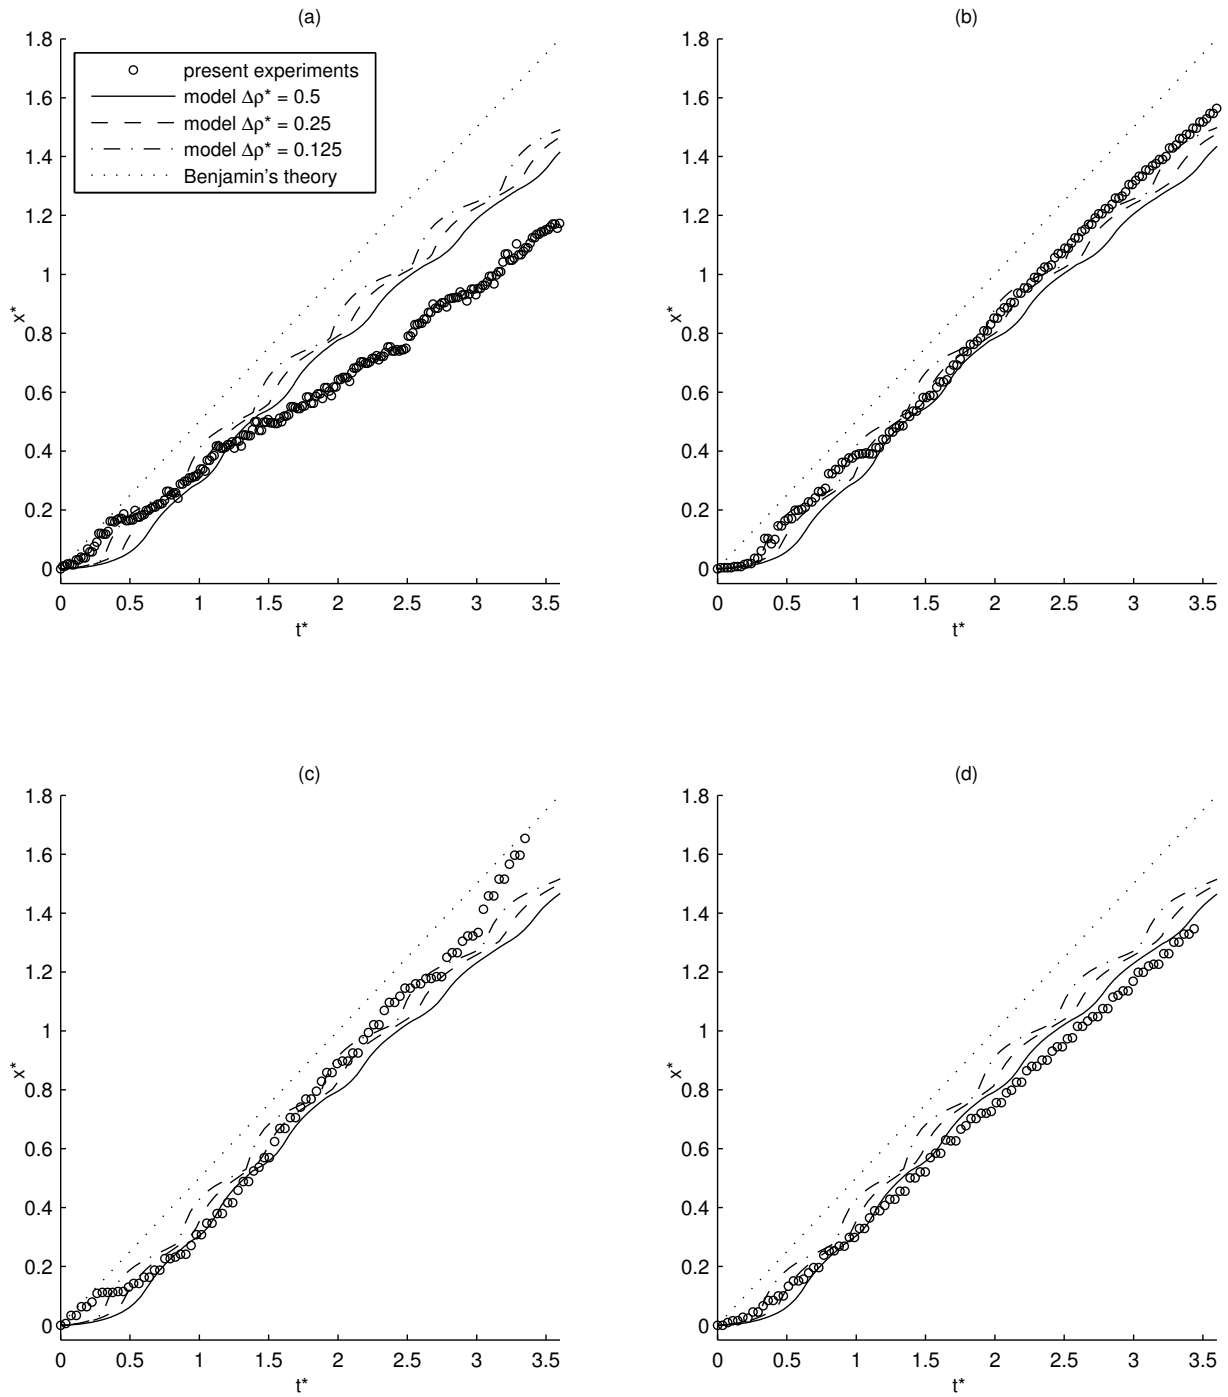 (a)
1.8
1.6
1.4
1.2
1
0.8
0.6
0.4
0.2
0
x*
present experiments
model Δρ* = 0.5
model Δρ* = 0.25
model Δρ* = 0.125
Benjamin's theory
0 0.5 1 1.5 2 2.5 3 3.5
t*
(b)
1.8
1.6
1.4
1.2
1
0.8
0.6
0.4
0.2
0
x*
0 0.5 1 1.5 2 2.5 3 3.5
t*
(c)
1.8
1.6
1.4
1.2
1
0.8
0.6
0.4
0.2
0
x*
0 0.5 1 1.5 2 2.5 3 3.5
t*
(d)
1.8
1.6
1.4
1.2
1
0.8
0.6
0.4
0.2
0
x*
0 0.5 1 1.5 2 2.5 3 3.5
t*